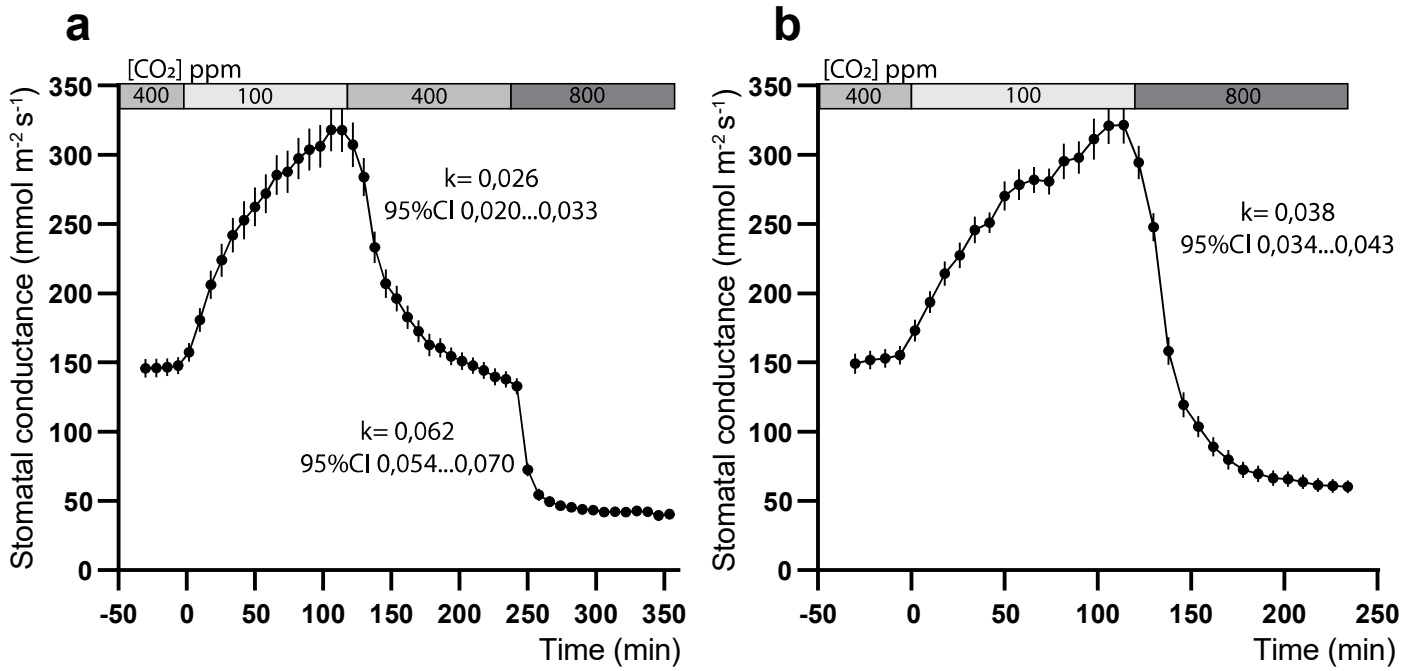 a
[CO₂] ppm
400 100 400 800
350
300
250
200
150
100
50
0
-50 0 50 100 150 200 250 300 350
Stomatal conductance (mmol m⁻² s⁻¹)
Time (min)
k= 0,026
95%CI 0,020...0,033
k= 0,062
95%CI 0,054...0,070
b
[CO₂] ppm
400 100 800
350
300
250
200
150
100
50
0
-50 0 50 100 150 200 250
Stomatal conductance (mmol m⁻² s⁻¹)
Time (min)
k= 0,038
95%CI 0,034...0,043